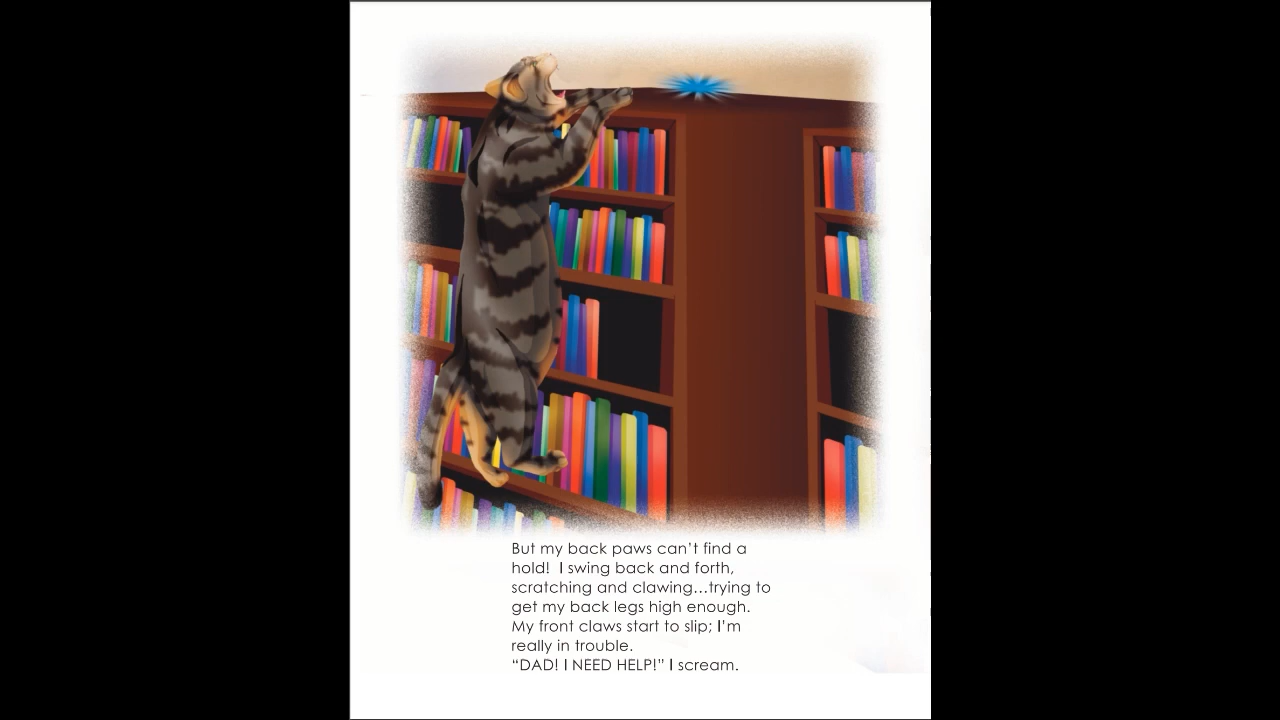 But my back paws can’t find a
hold!  I swing back and forth,
scratching and clawing...trying to
get my back legs high enough.
My front claws start to slip; I’m
really in trouble.
“DAD! I NEED HELP!” I scream.